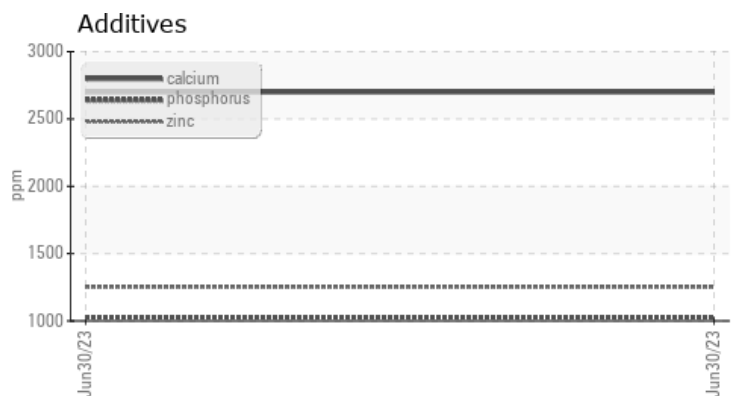 Additives
3000
2500
2000
1500
1000
ppm
calcium
phosphorus
zinc
Jun30/23
Jun30/23